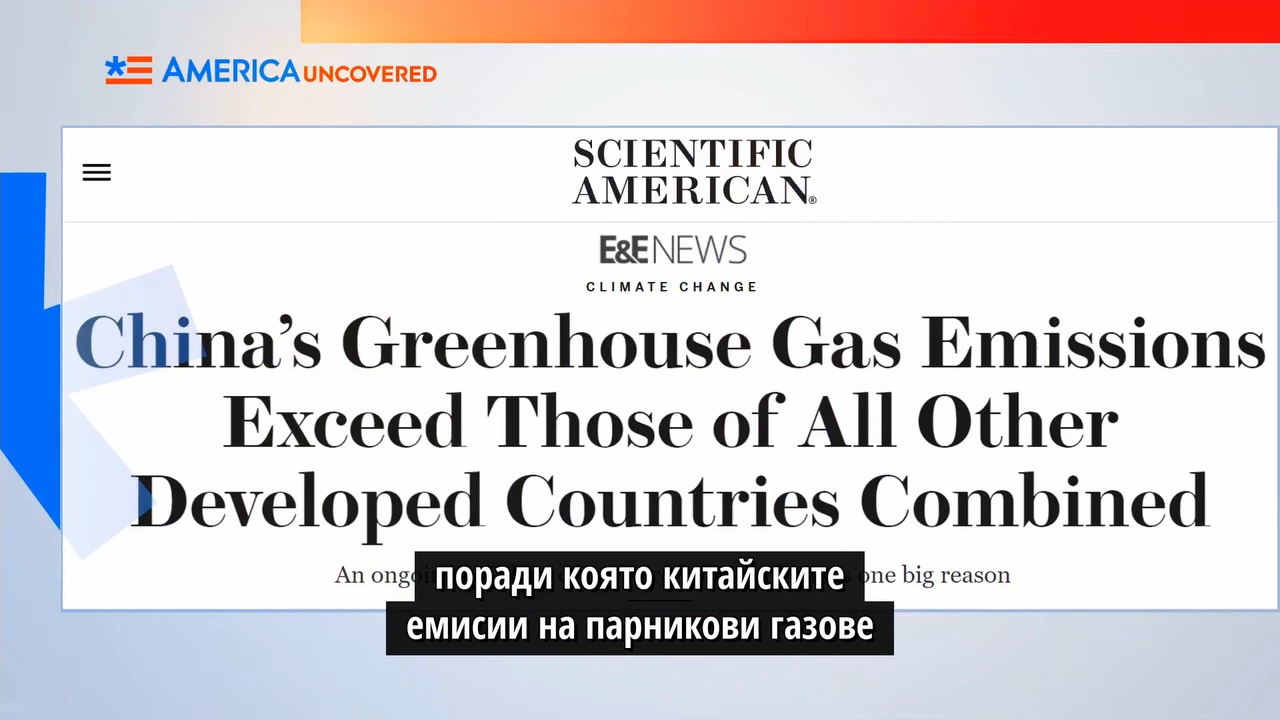 AMERICA UNCOVERED
SCIENTIFIC
AMERICAN®
E&E NEWS
CLIMATE CHANGE
China's Greenhouse Gas Emissions
Exceed Those of All Other
Developed Countries Combined
An one big reason
поради която китайските
емисии на парникови газове